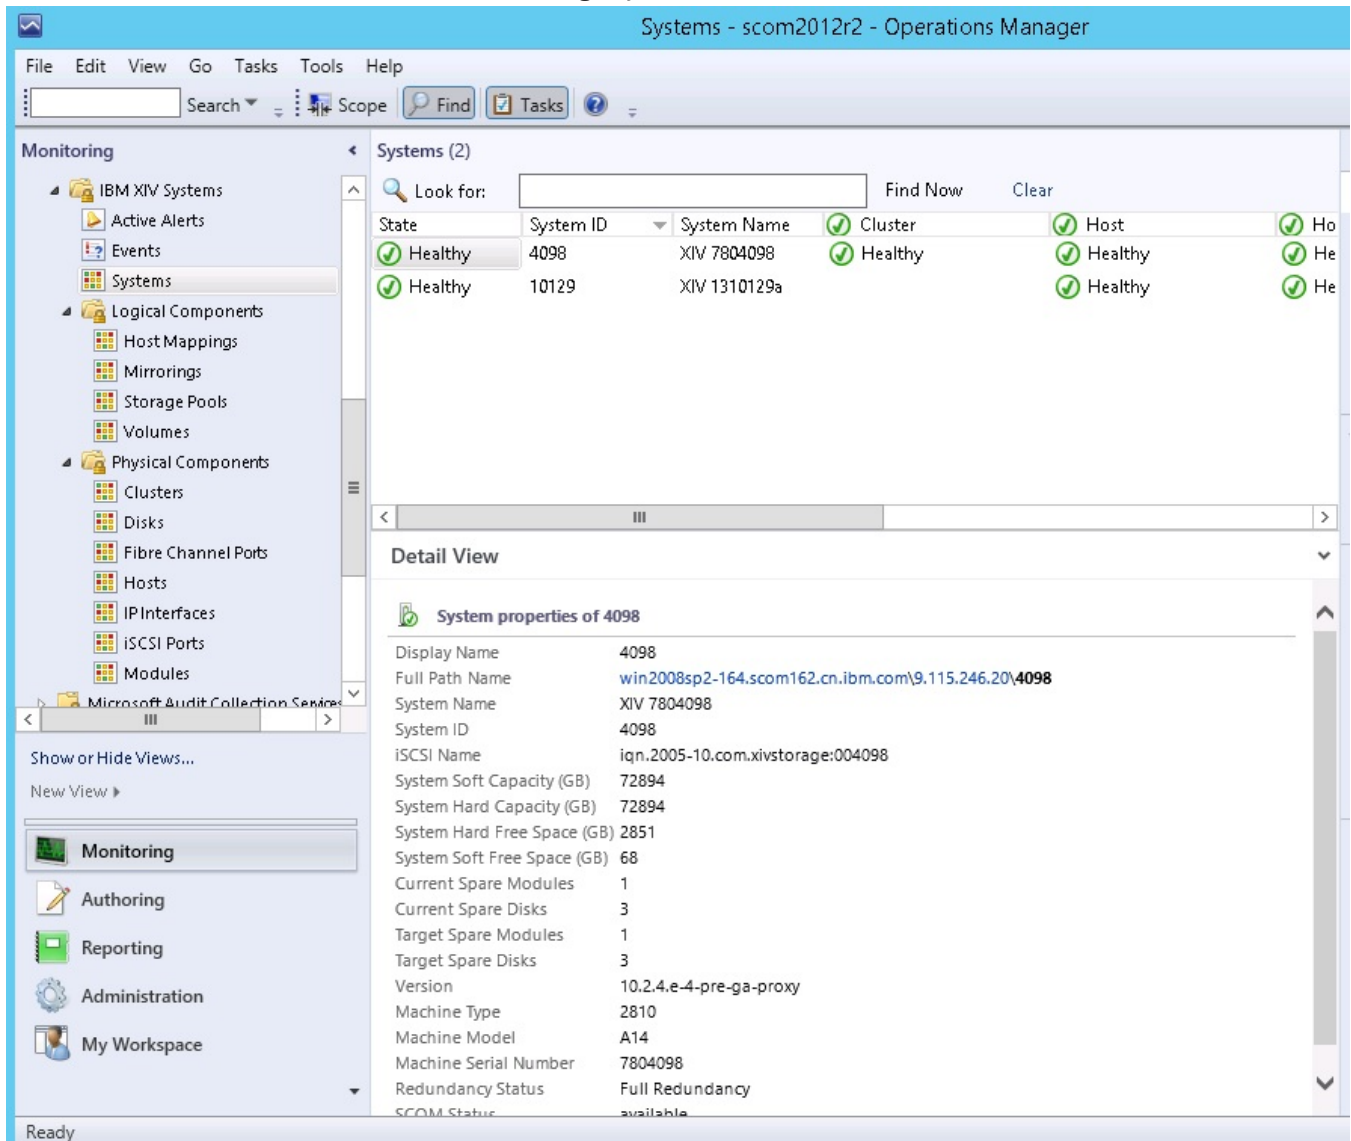 Systems - scom2012r2 - Operations Manager
File Edit View Go Tasks Tools Help
Search Scope Find Tasks
Monitoring
IBM XIV Systems
Active Alerts
Events
Systems
Logical Components
Host Mappings
Mirrorings
Storage Pools
Volumes
Physical Components
Clusters
Disks
Fibre Channel Ports
Hosts
IP Interfaces
iSCSI Ports
Modules
Microsoft Audit Collection Services
Show or Hide Views...
New View
Monitoring
Authoring
Reporting
Administration
My Workspace
Systems (2)
Look for: Find Now Clear
State System ID System Name Cluster Host Ho
Healthy 4098 XIV 7804098 Healthy Healthy He
Healthy 10129 XIV 1310129a Healthy He
Detail View
System properties of 4098
Display Name 4098
Full Path Name win2008sp2-164.scom162.cn.ibm.com\9.115.246.20\4098
System Name XIV 7804098
System ID 4098
iSCSI Name iqn.2005-10.com.xivstorage:004098
System Soft Capacity (GB) 72894
System Hard Capacity (GB) 72894
System Hard Free Space (GB) 2851
System Soft Free Space (GB) 68
Current Spare Modules 1
Current Spare Disks 3
Target Spare Modules 1
Target Spare Disks 3
Version 10.2.4.e-4-pre-ga-proxy
Machine Type 2810
Machine Model A14
Machine Serial Number 7804098
Redundancy Status Full Redundancy
SCOM Status available
Ready